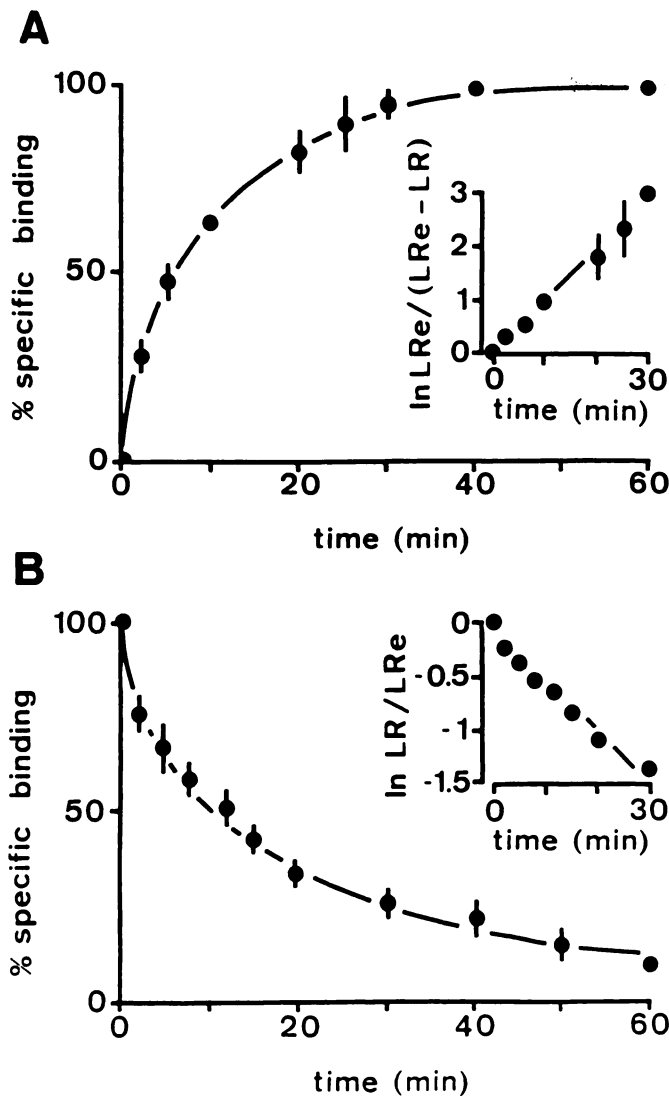 A
% specific binding
100
50
0
0 20 40 60
time (min)
ln LRe/(LRe - LR)
3
2
1
0
0 30
time (min)
B
% specific binding
100
50
0
0 20 40 60
time (min)
ln LR/LRe
0
-0.5
-1
-1.5
0 30
time (min)